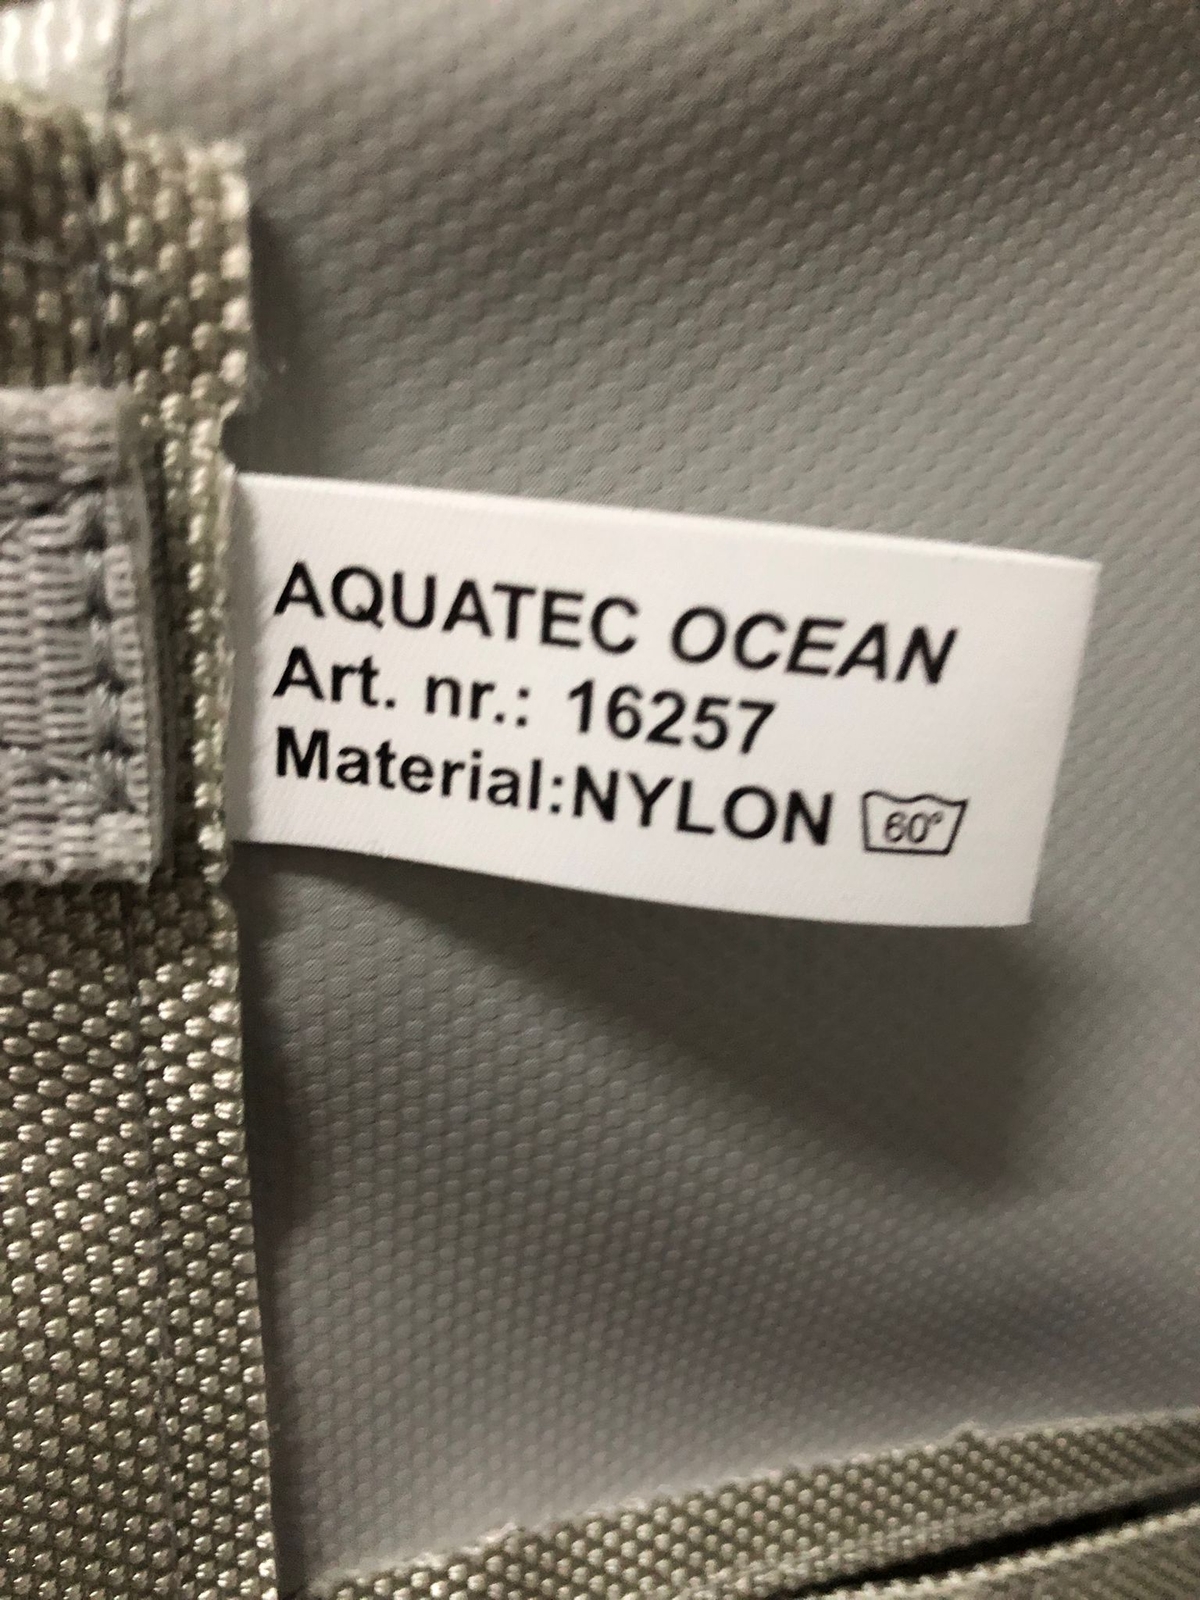 AQUATEC OCEAN
Art. nr.: 16257
Material:NYLON 60°